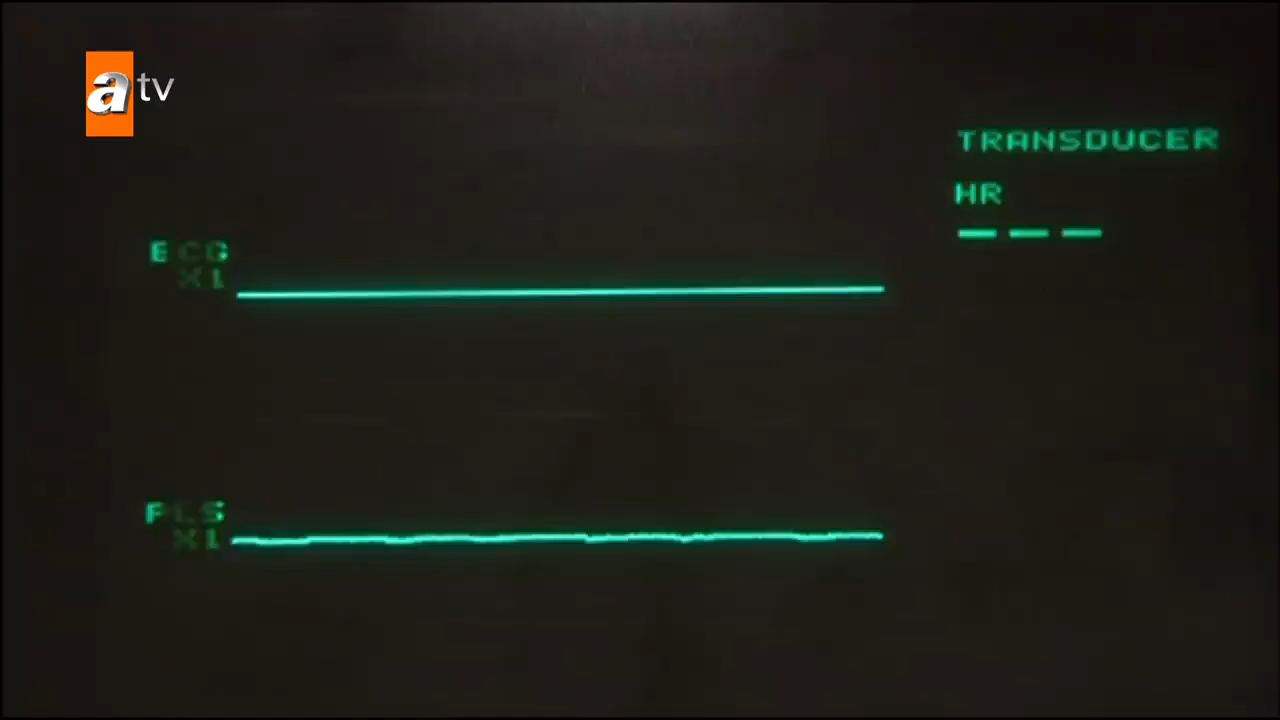 atv
TRANSDUCER
HR
---
ECG
X1
PLS
X1